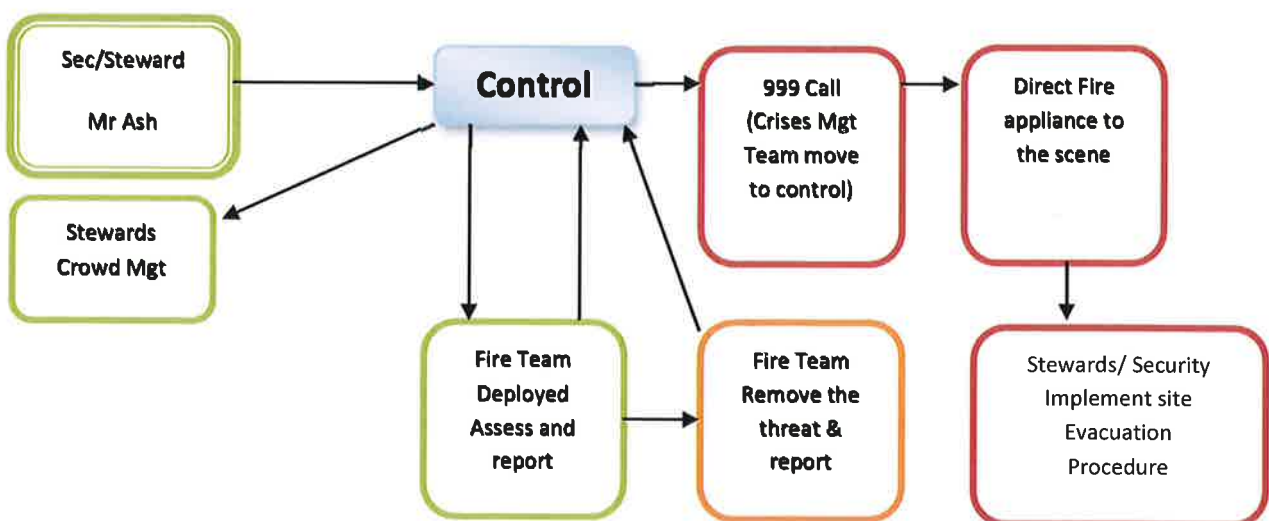 Sec/Steward
Mr Ash
Control
999 Call
(Crises Mgt
Team move
to control)
Direct Fire
appliance to
the scene
Stewards
Crowd Mgt
Fire Team
Deployed
Assess and
report
Fire Team
Remove the
threat &
report
Stewards/ Security
Implement site
Evacuation
Procedure